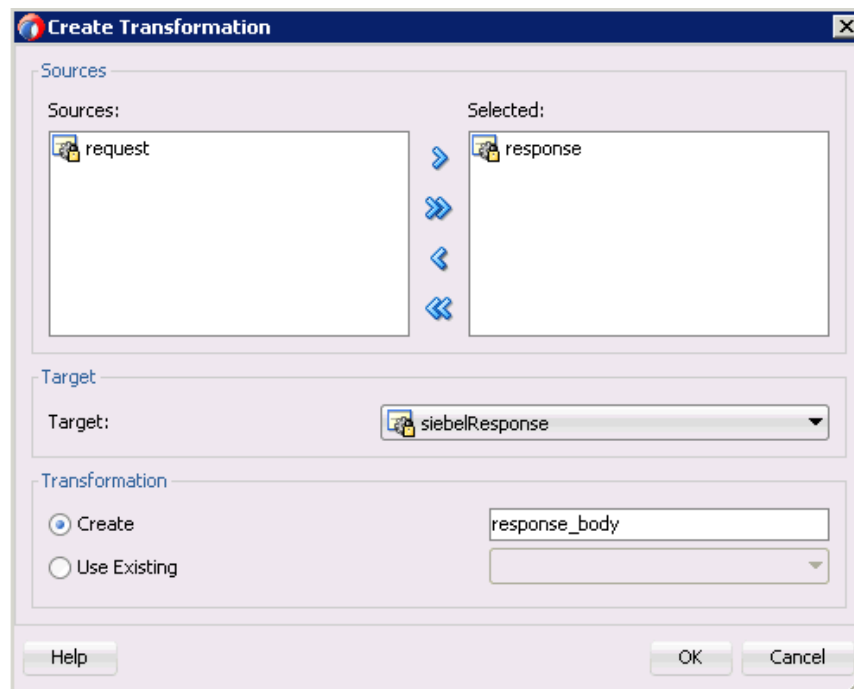 Create Transformation
Sources
Sources:
Selected:
request
response
Target
Target:
siebelResponse
Transformation
Create
response_body
Use Existing
Help
OK
Cancel